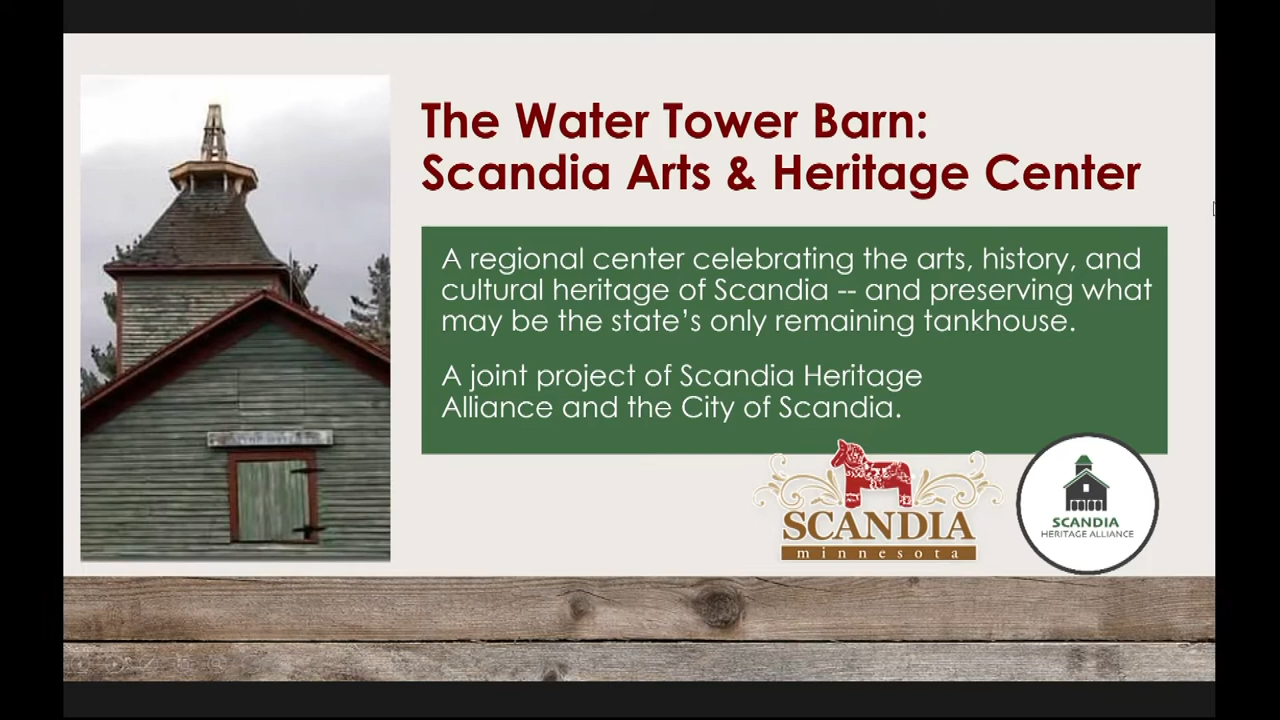 The Water Tower Barn:
Scandia Arts & Heritage Center
A regional center celebrating the arts, history, and
cultural heritage of Scandia -- and preserving what
may be the state's only remaining tankhouse.
A joint project of Scandia Heritage
Alliance and the City of Scandia.
SCANDIA
minnesota
SCANDIA
HERITAGE ALLIANCE